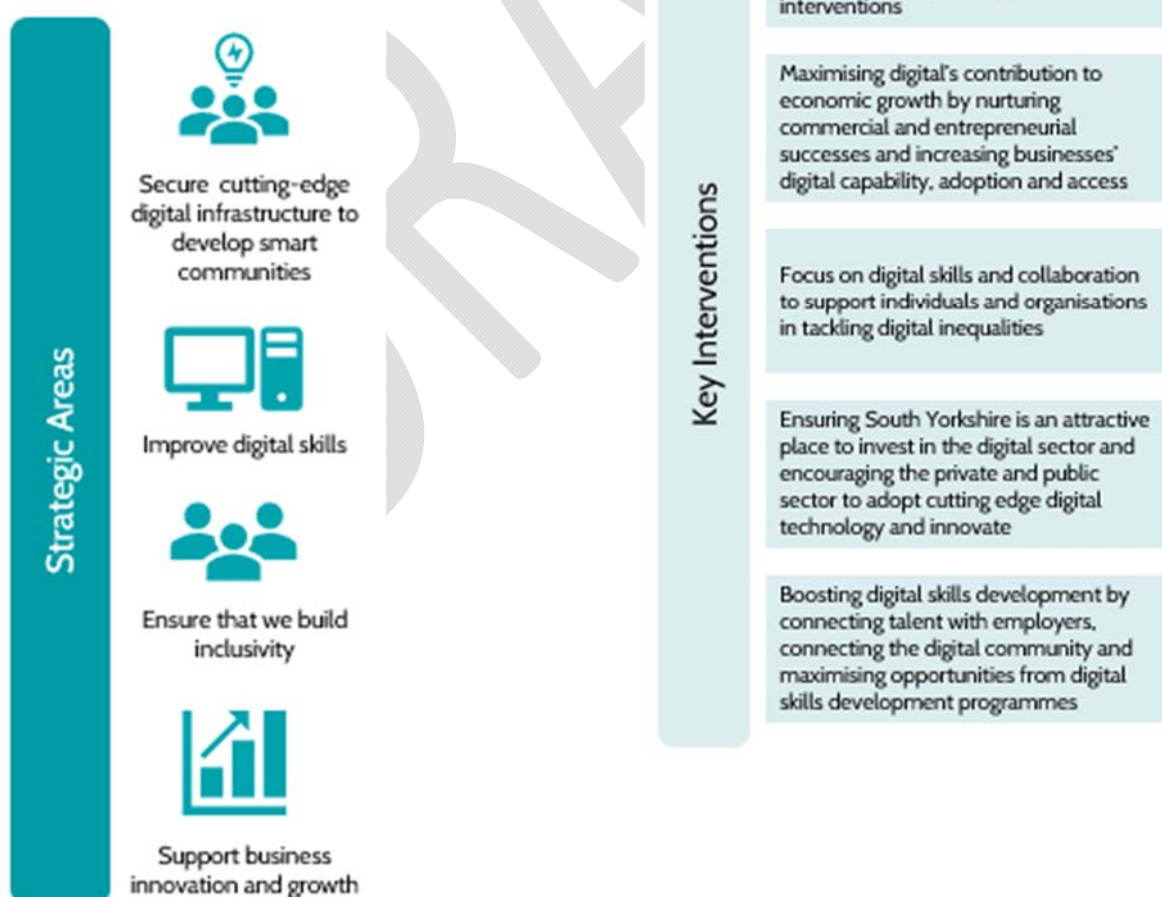 Strategic Areas
Secure cutting-edge
digital infrastructure to
develop smart
communities
Improve digital skills
Ensure that we build
inclusivity
Support business
innovation and growth
Key Interventions
interventions
Maximising digital's contribution to
economic growth by nurturing
commercial and entrepreneurial
successes and increasing businesses'
digital capability, adoption and access
Focus on digital skills and collaboration
to support individuals and organisations
in tackling digital inequalities
Ensuring South Yorkshire is an attractive
place to invest in the digital sector and
encouraging the private and public
sector to adopt cutting edge digital
technology and innovate
Boosting digital skills development by
connecting talent with employers,
connecting the digital community and
maximising opportunities from digital
skills development programmes